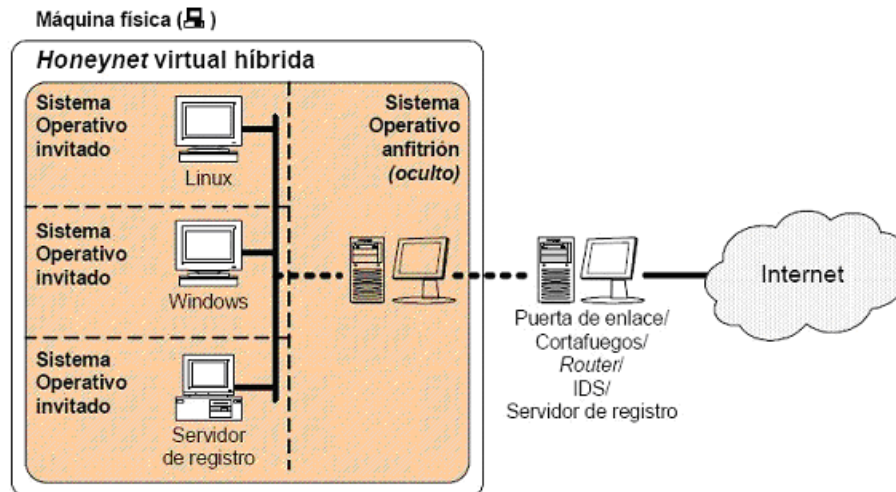 Máquina física ( )
Honeynet virtual híbrida
Sistema
Operativo
invitado
Linux
Sistema
Operativo
anfitrión
(oculto)
Sistema
Operativo
invitado
Windows
Sistema
Operativo
invitado
Servidor
de registro
Puerta de enlace/
Cortafuegos/
Router/
IDS/
Servidor de registro
Internet